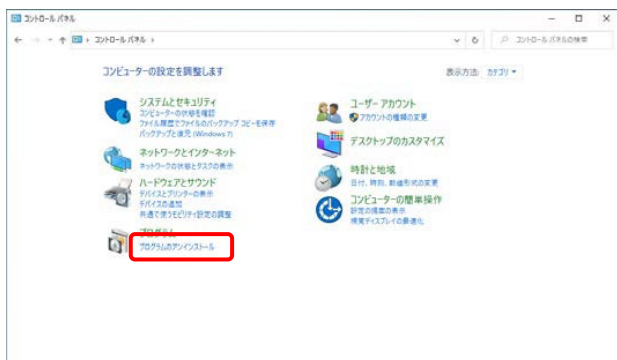 コントロール パネル
コントロール パネル
コントロール パネルの検索
コンピューターの設定を調整します
表示方法: カテゴリ
システムとセキュリティ
コンピューターの状態を確認
ファイル履歴でファイルのバックアップ コピーを保存
バックアップと復元 (Windows 7)
ネットワークとインターネット
ネットワークの状態とタスクの表示
ハードウェアとサウンド
デバイスとプリンターの表示
デバイスの追加
共通で使うモビリティ設定の調整
プログラム
プログラムのアンインストール
ユーザー アカウント
アカウントの種類の変更
デスクトップのカスタマイズ
時計と地域
日付、時刻、数値形式の変更
コンピューターの簡単操作
設定の提案の表示
視覚ディスプレイの最適化